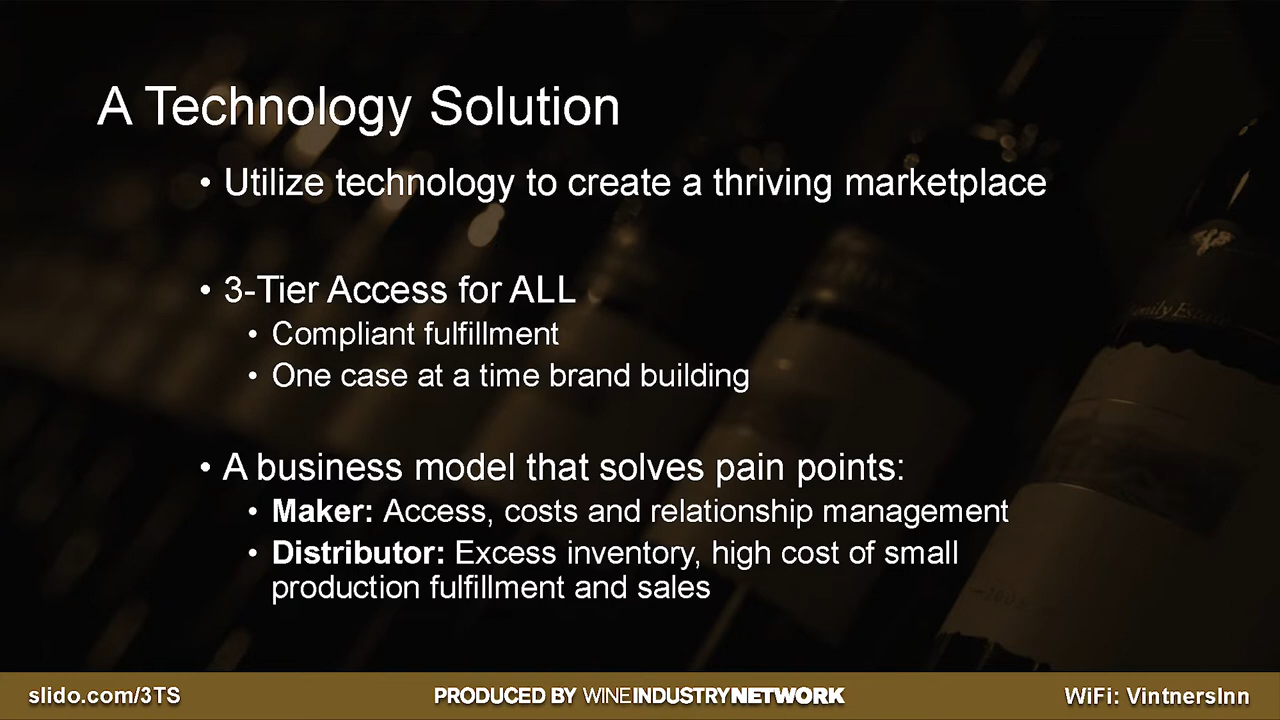 A Technology Solution
• Utilize technology to create a thriving marketplace
• 3-Tier Access for ALL
• Compliant fulfillment
• One case at a time brand building
• A business model that solves pain points:
• Maker: Access, costs and relationship management
• Distributor: Excess inventory, high cost of small
production fulfillment and sales
slido.com/3TS
PRODUCED BY WINEINDUSTRYNETWORK
WiFi: VintnersInn